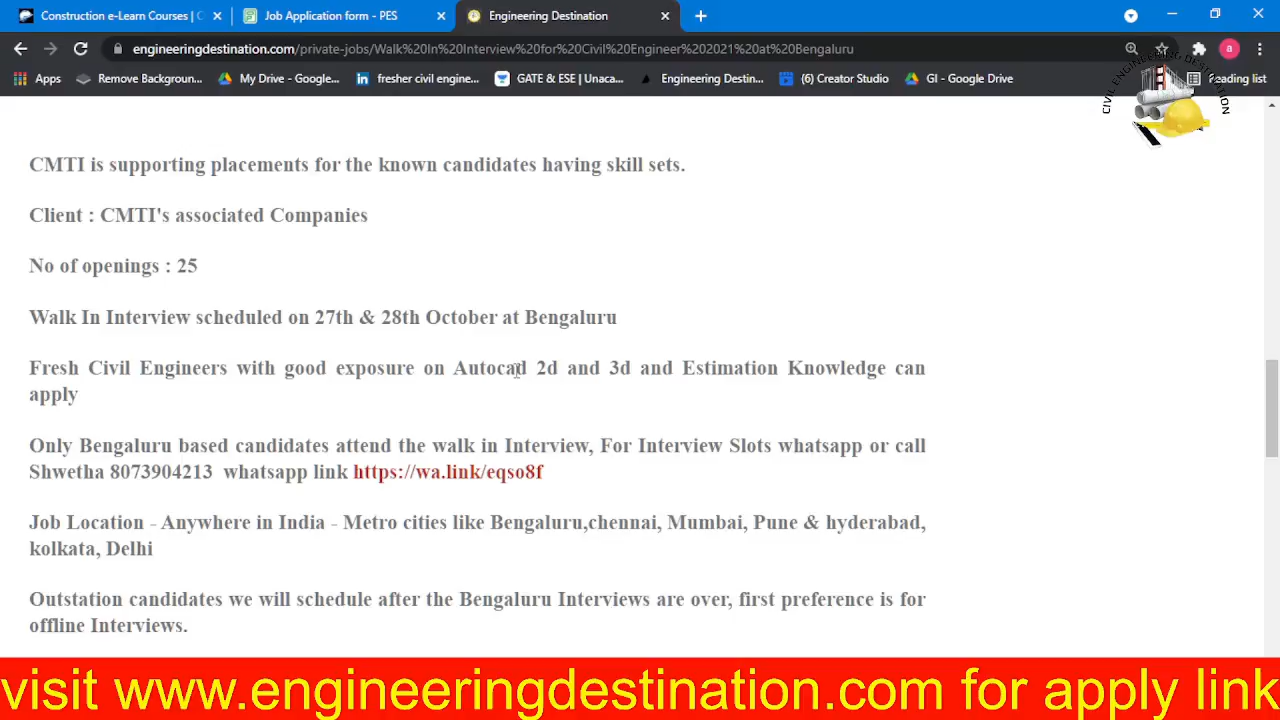 Construction e-Learn Courses | C
Job Application form - PES
Engineering Destination
engineeringdestination.com/private-jobs/Walk%20In%20Interview%20for%20Civil%20Engineer%202021%20at%20Bengaluru
a
Apps
Remove Backgroun...
My Drive - Google...
fresher civil engine...
GATE & ESE | Unaca...
Engineering Destin...
(6) Creator Studio
GI - Google Drive
Reading list
CIVIL ENGINEERING DESTINATION
CMTI is supporting placements for the known candidates having skill sets.
Client : CMTI's associated Companies
No of openings : 25
Walk In Interview scheduled on 27th & 28th October at Bengaluru
Fresh Civil Engineers with good exposure on Autocad 2d and 3d and Estimation Knowledge can
apply
Only Bengaluru based candidates attend the walk in Interview, For Interview Slots whatsapp or call
Shwetha 8073904213 whatsapp link https://wa.link/eqso8f
Job Location - Anywhere in India - Metro cities like Bengaluru,chennai, Mumbai, Pune & hyderabad,
kolkata, Delhi
Outstation candidates we will schedule after the Bengaluru Interviews are over, first preference is for
offline Interviews.
visit www.engineeringdestination.com for apply link